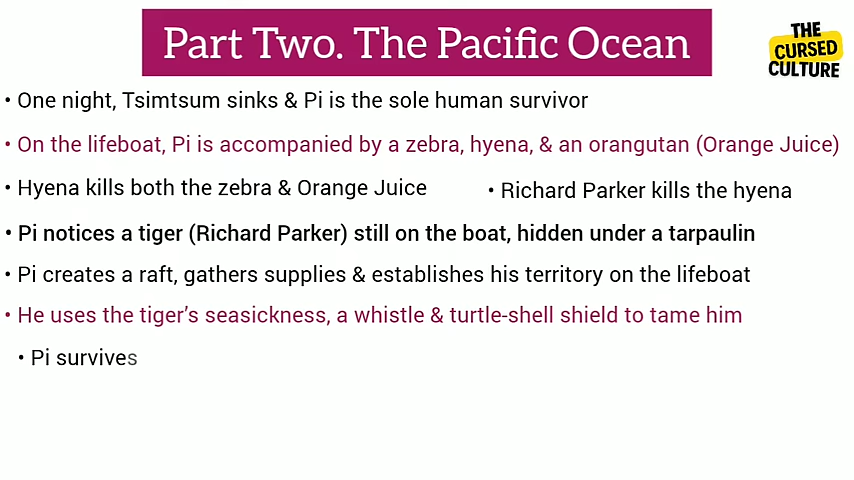 Part Two. The Pacific Ocean
THE
CURSED
CULTURE
• One night, Tsimtsum sinks & Pi is the sole human survivor
• On the lifeboat, Pi is accompanied by a zebra, hyena, & an orangutan (Orange Juice)
• Hyena kills both the zebra & Orange Juice
• Richard Parker kills the hyena
• Pi notices a tiger (Richard Parker) still on the boat, hidden under a tarpaulin
• Pi creates a raft, gathers supplies & establishes his territory on the lifeboat
• He uses the tiger’s seasickness, a whistle & turtle-shell shield to tame him
• Pi survives